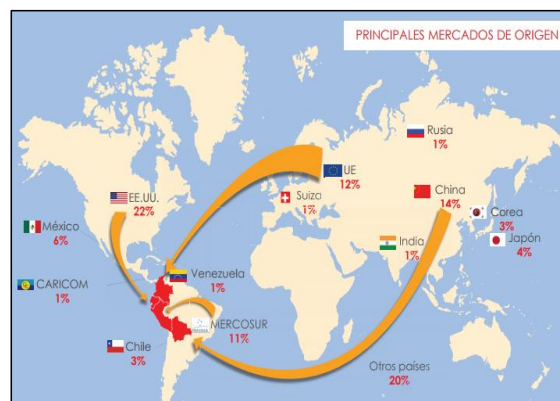 PRINCIPALES MERCADOS DE ORIGEN
Rusia
1%
UE
12%
Suiza
1%
China
14%
Corea
3%
Japón
4%
India
1%
EE.UU.
22%
México
6%
CARICOM
1%
Venezuela
1%
MERCOSUR
11%
Chile
3%
Otros países
20%